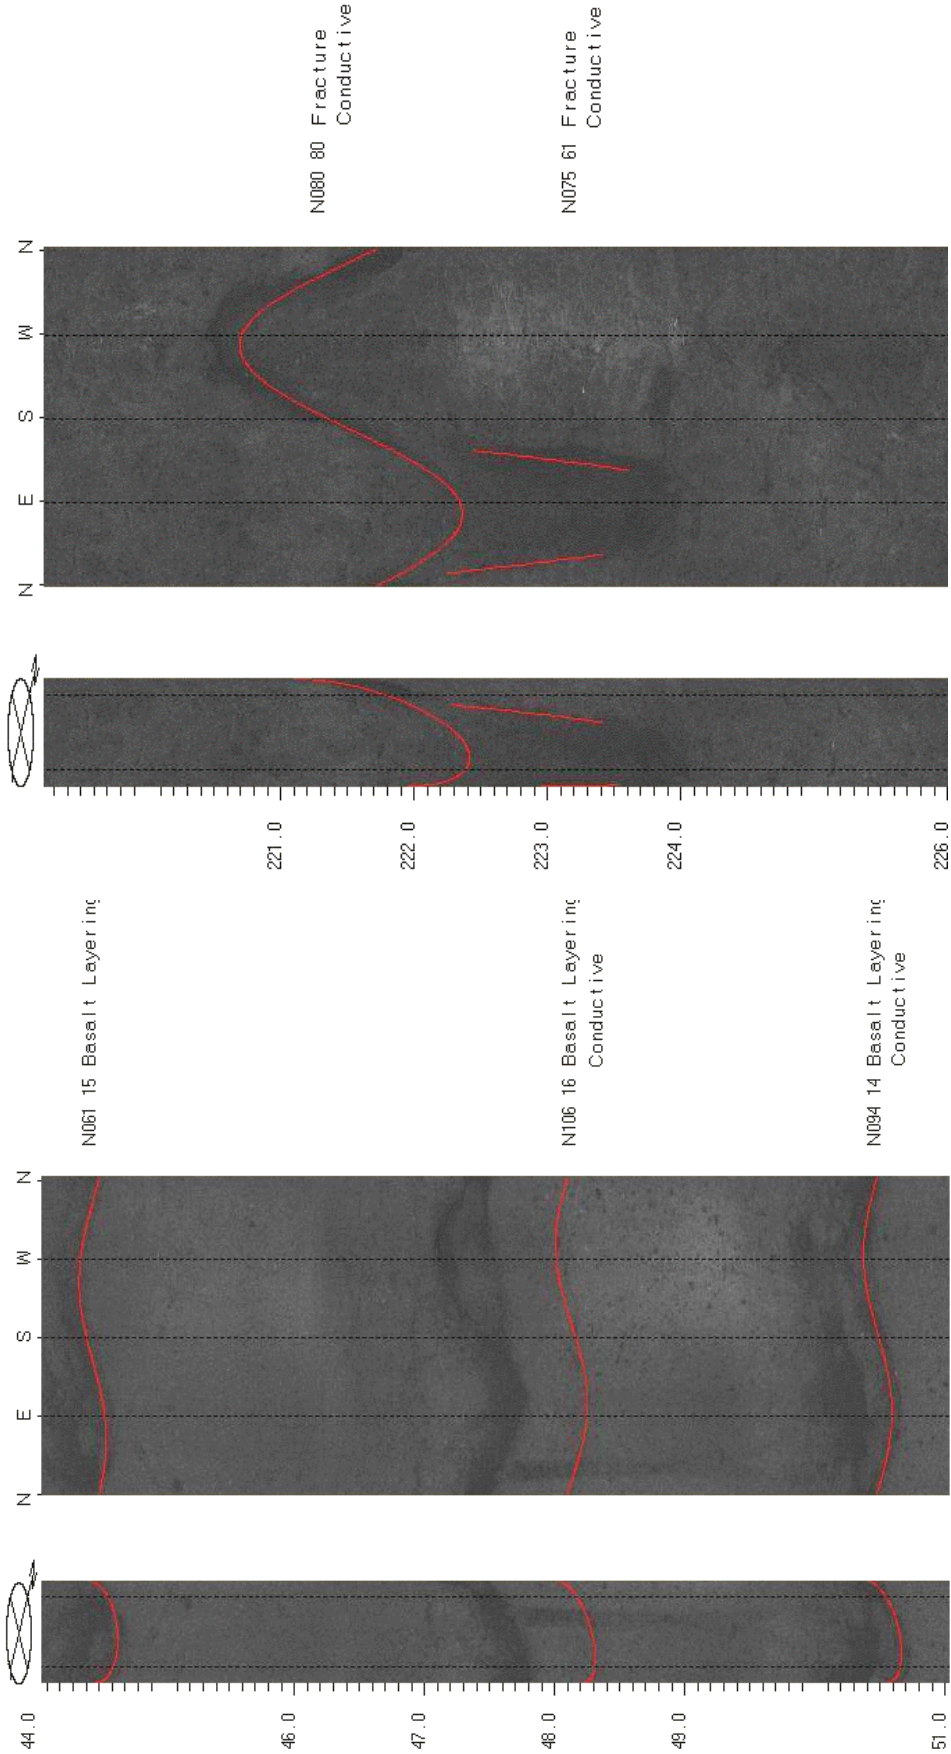 N E S W N
44.0
N061 15 Basalt Layering
46.0
47.0
48.0
N106 16 Basalt Layering
Conductive
49.0
N094 14 Basalt Layering
Conductive
51.0
N E S W N
221.0
N080 80 Fracture
Conductive
222.0
223.0
N075 61 Fracture
Conductive
224.0
226.0